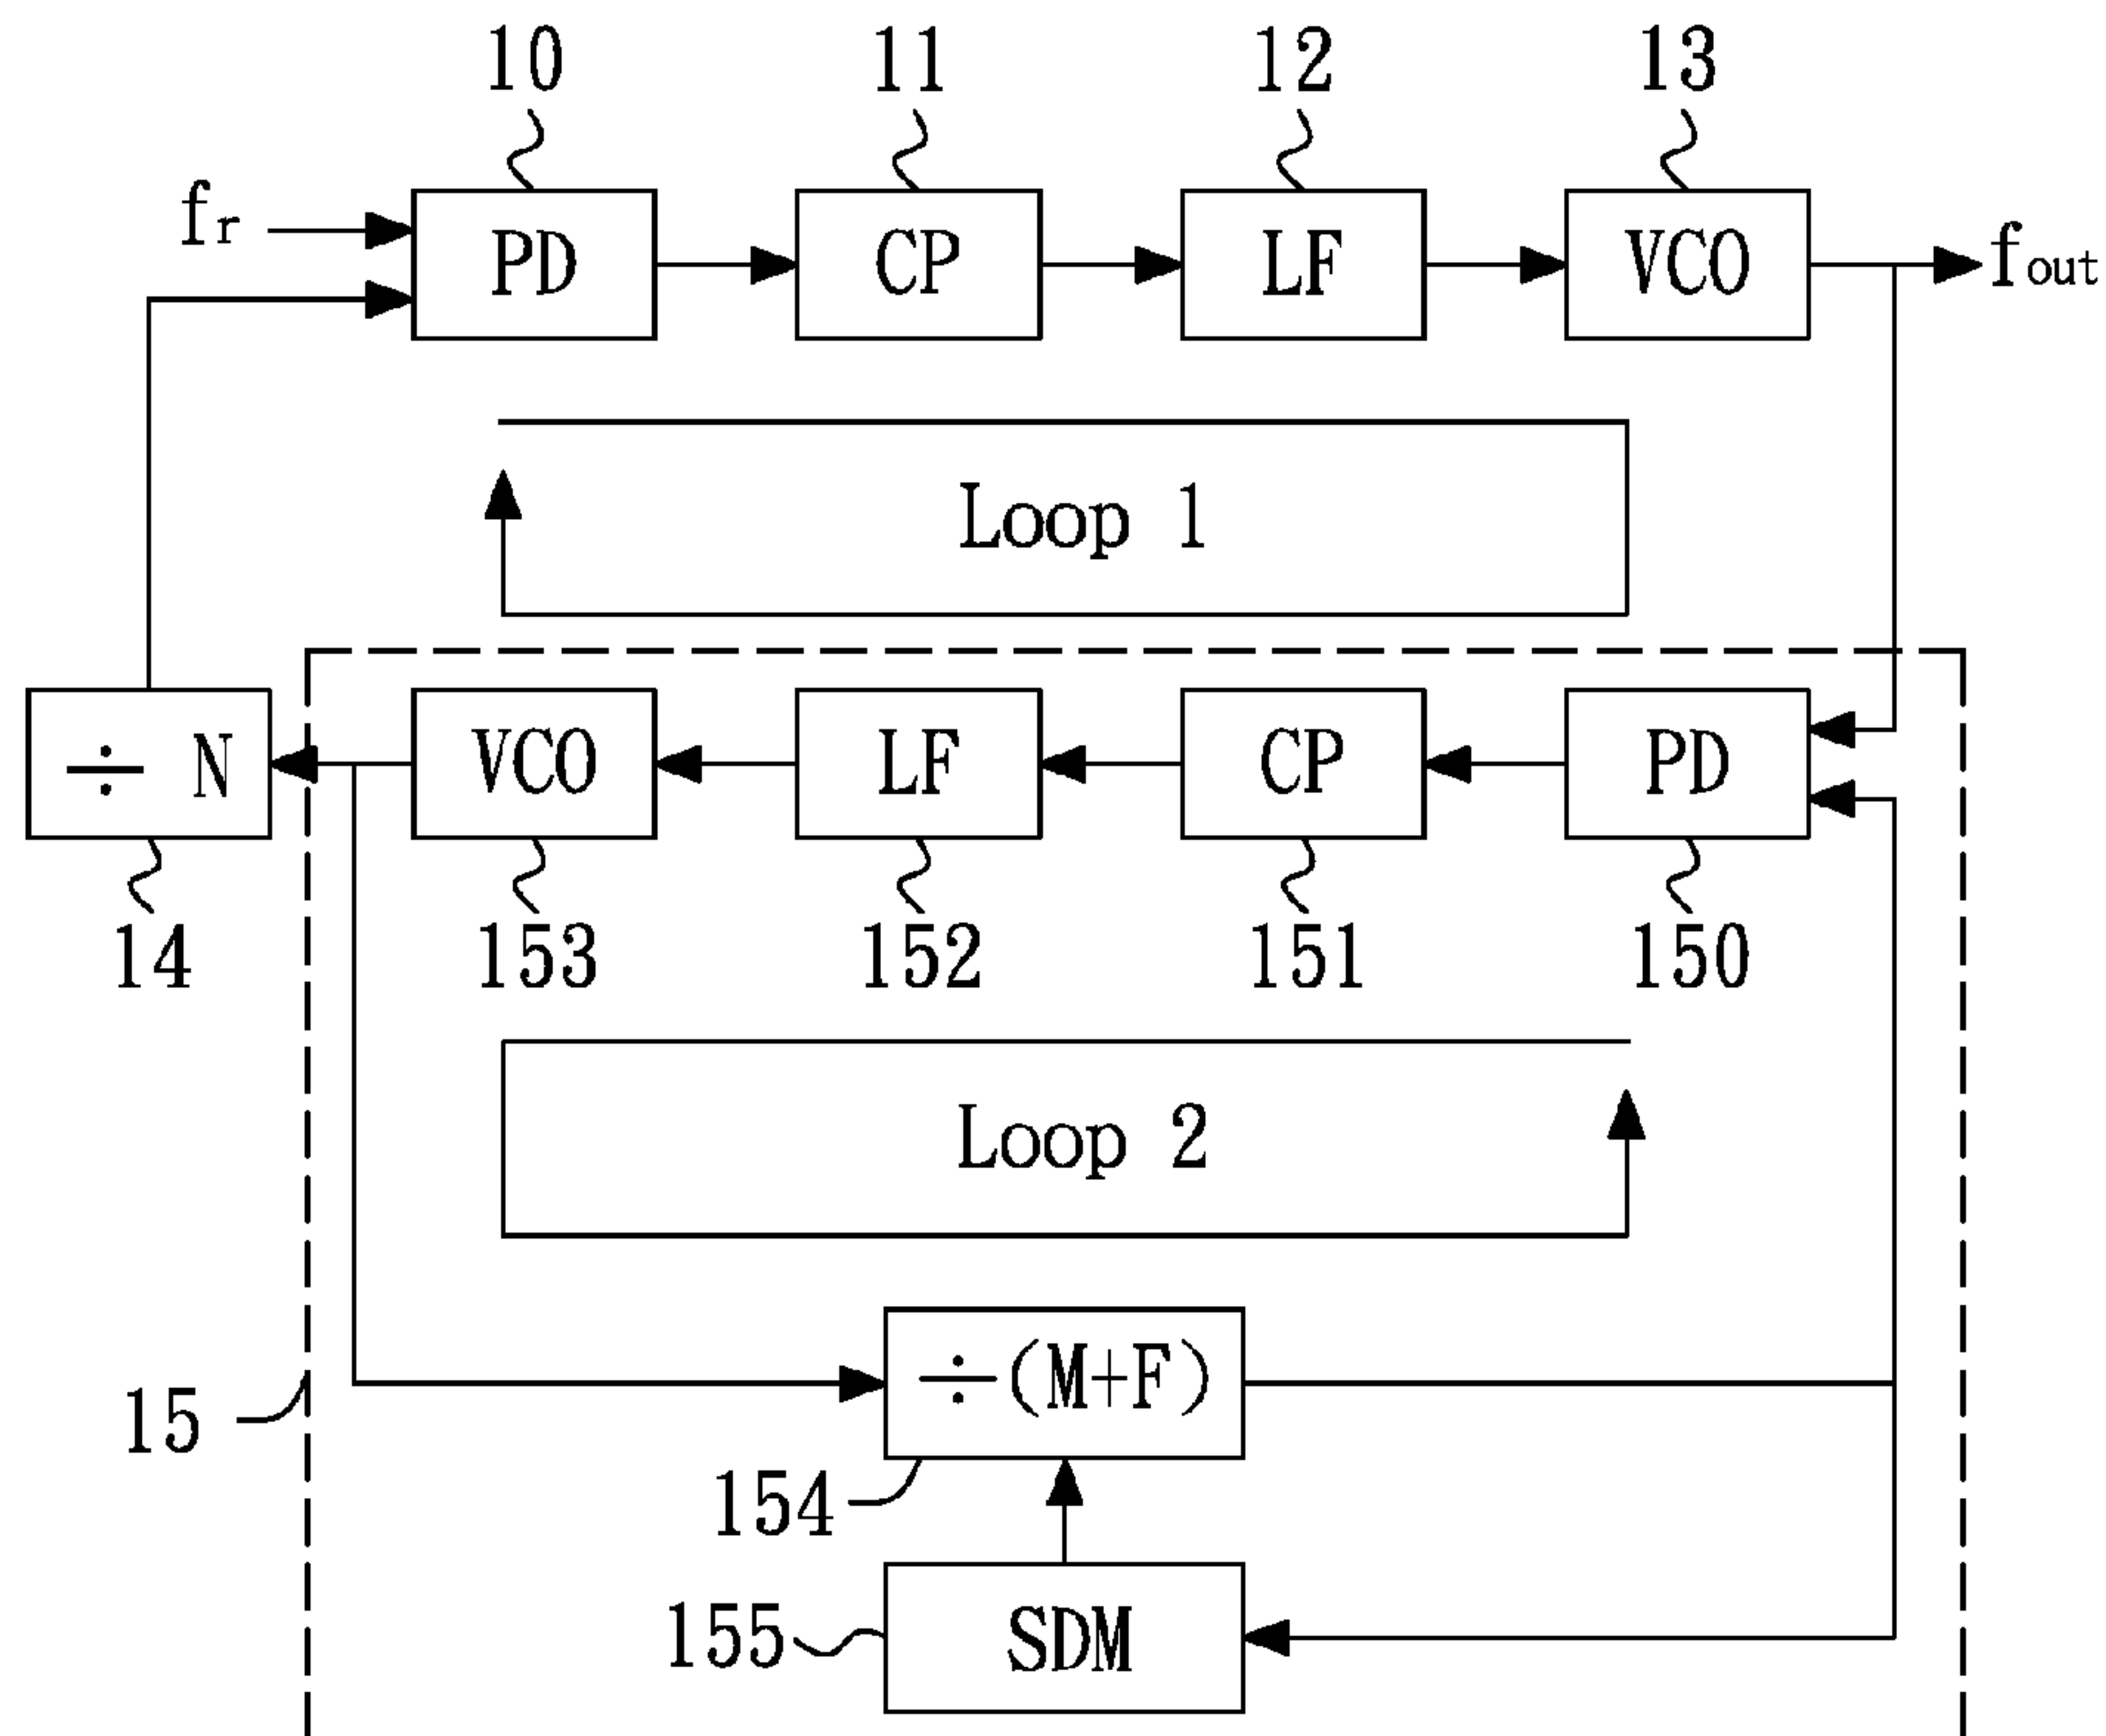 10 11 12 13
fr PD CP LF VCO fout
Loop 1
÷ N VCO LF CP PD
14 153 152 151 150
Loop 2
÷(M+F)
15
154
SDM
155